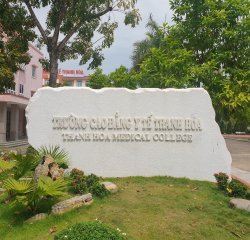 TRƯỜNG CAO ĐẲNG Y TẾ THANH HÓA
THANH HOA MEDICAL COLLEGE